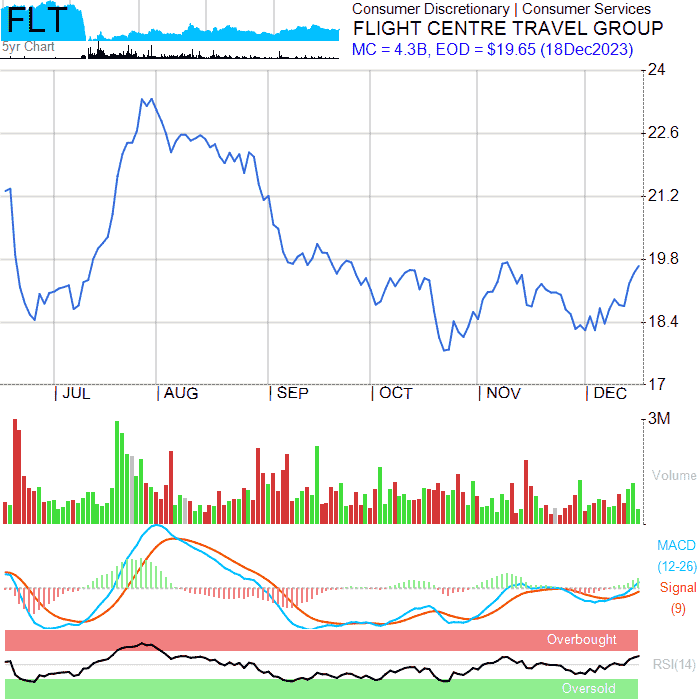 FLT
5yr Chart
Consumer Discretionary | Consumer Services
FLIGHT CENTRE TRAVEL GROUP
MC = 4.3B, EOD = $19.65 (18Dec2023)
24
22.6
21.2
19.8
18.4
17
JUL
AUG
SEP
OCT
NOV
DEC
3M
Volume
MACD
(12-26)
Signal
(9)
Overbought
RSI(14)
Oversold